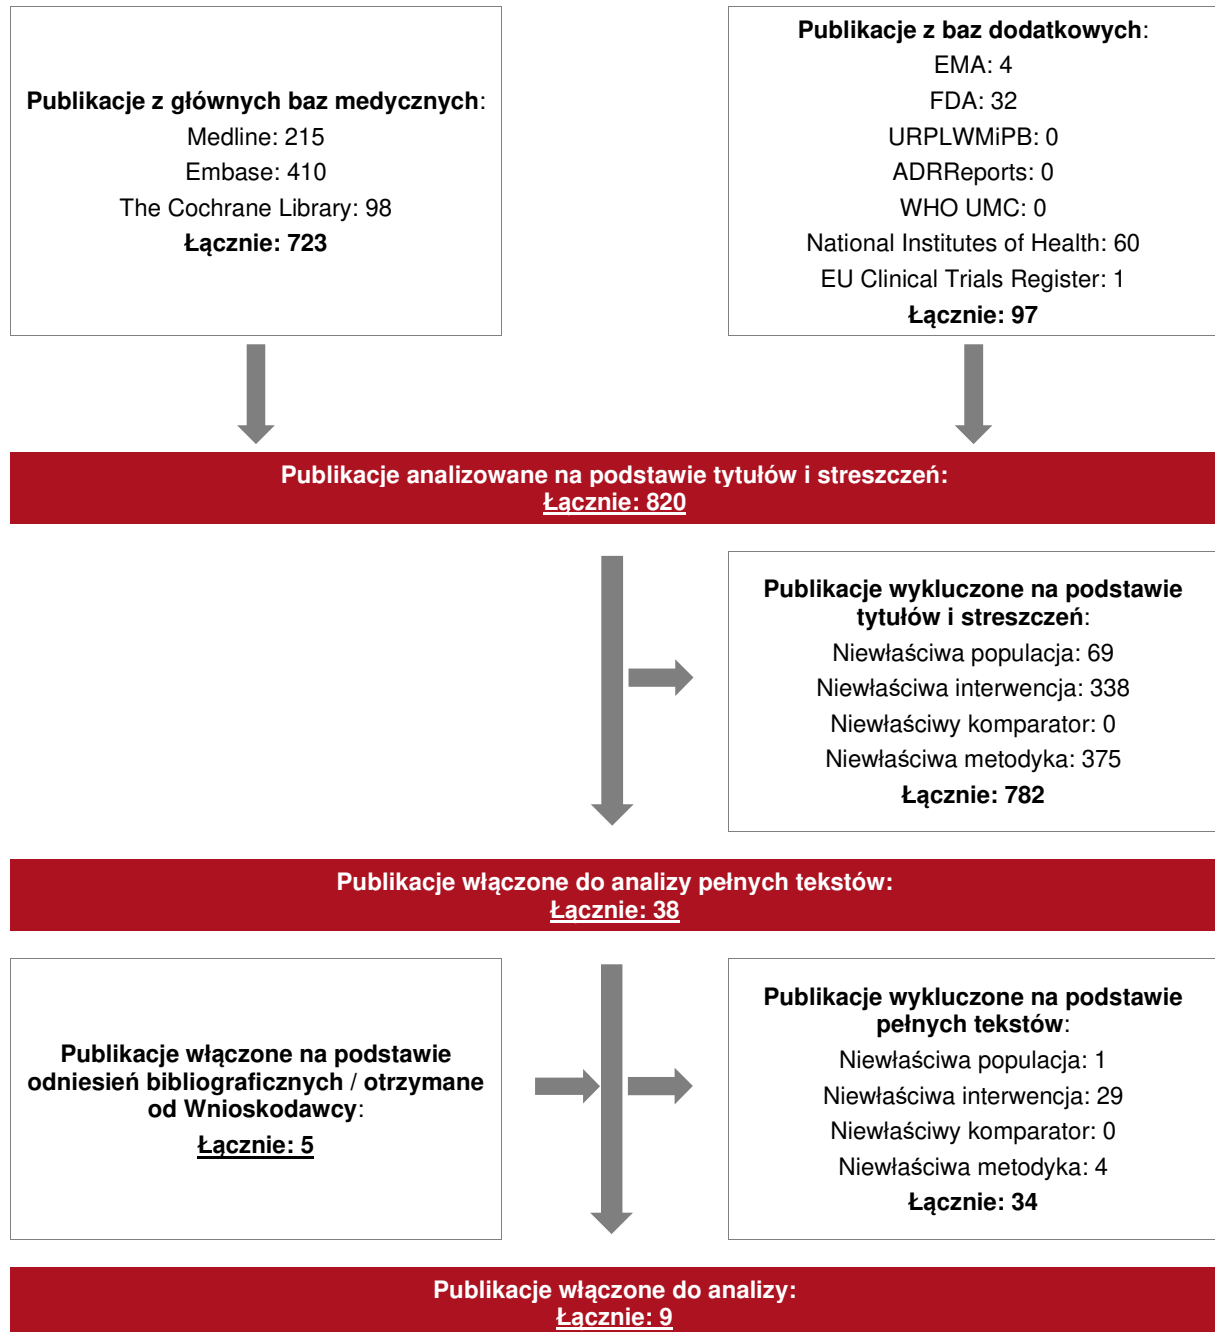 Publikacje z głównych baz medycznych:
Medline: 215
Embase: 410
The Cochrane Library: 98
Łącznie: 723
Publikacje z baz dodatkowych:
EMA: 4
FDA: 32
URPLWMiPB: 0
ADRReports: 0
WHO UMC: 0
National Institutes of Health: 60
EU Clinical Trials Register: 1
Łącznie: 97
Publikacje analizowane na podstawie tytułów i streszczeń:
Łącznie: 820
Publikacje wykluczone na podstawie
tytułów i streszczeń:
Niewłaściwa populacja: 69
Niewłaściwa interwencja: 338
Niewłaściwy komparator: 0
Niewłaściwa metodyka: 375
Łącznie: 782
Publikacje włączone do analizy pełnych tekstów:
Łącznie: 38
Publikacje włączone na podstawie
odniesień bibliograficznych / otrzymane
od Wnioskodawcy:
Łącznie: 5
Publikacje wykluczone na podstawie
pełnych tekstów:
Niewłaściwa populacja: 1
Niewłaściwa interwencja: 29
Niewłaściwy komparator: 0
Niewłaściwa metodyka: 4
Łącznie: 34
Publikacje włączone do analizy:
Łącznie: 9